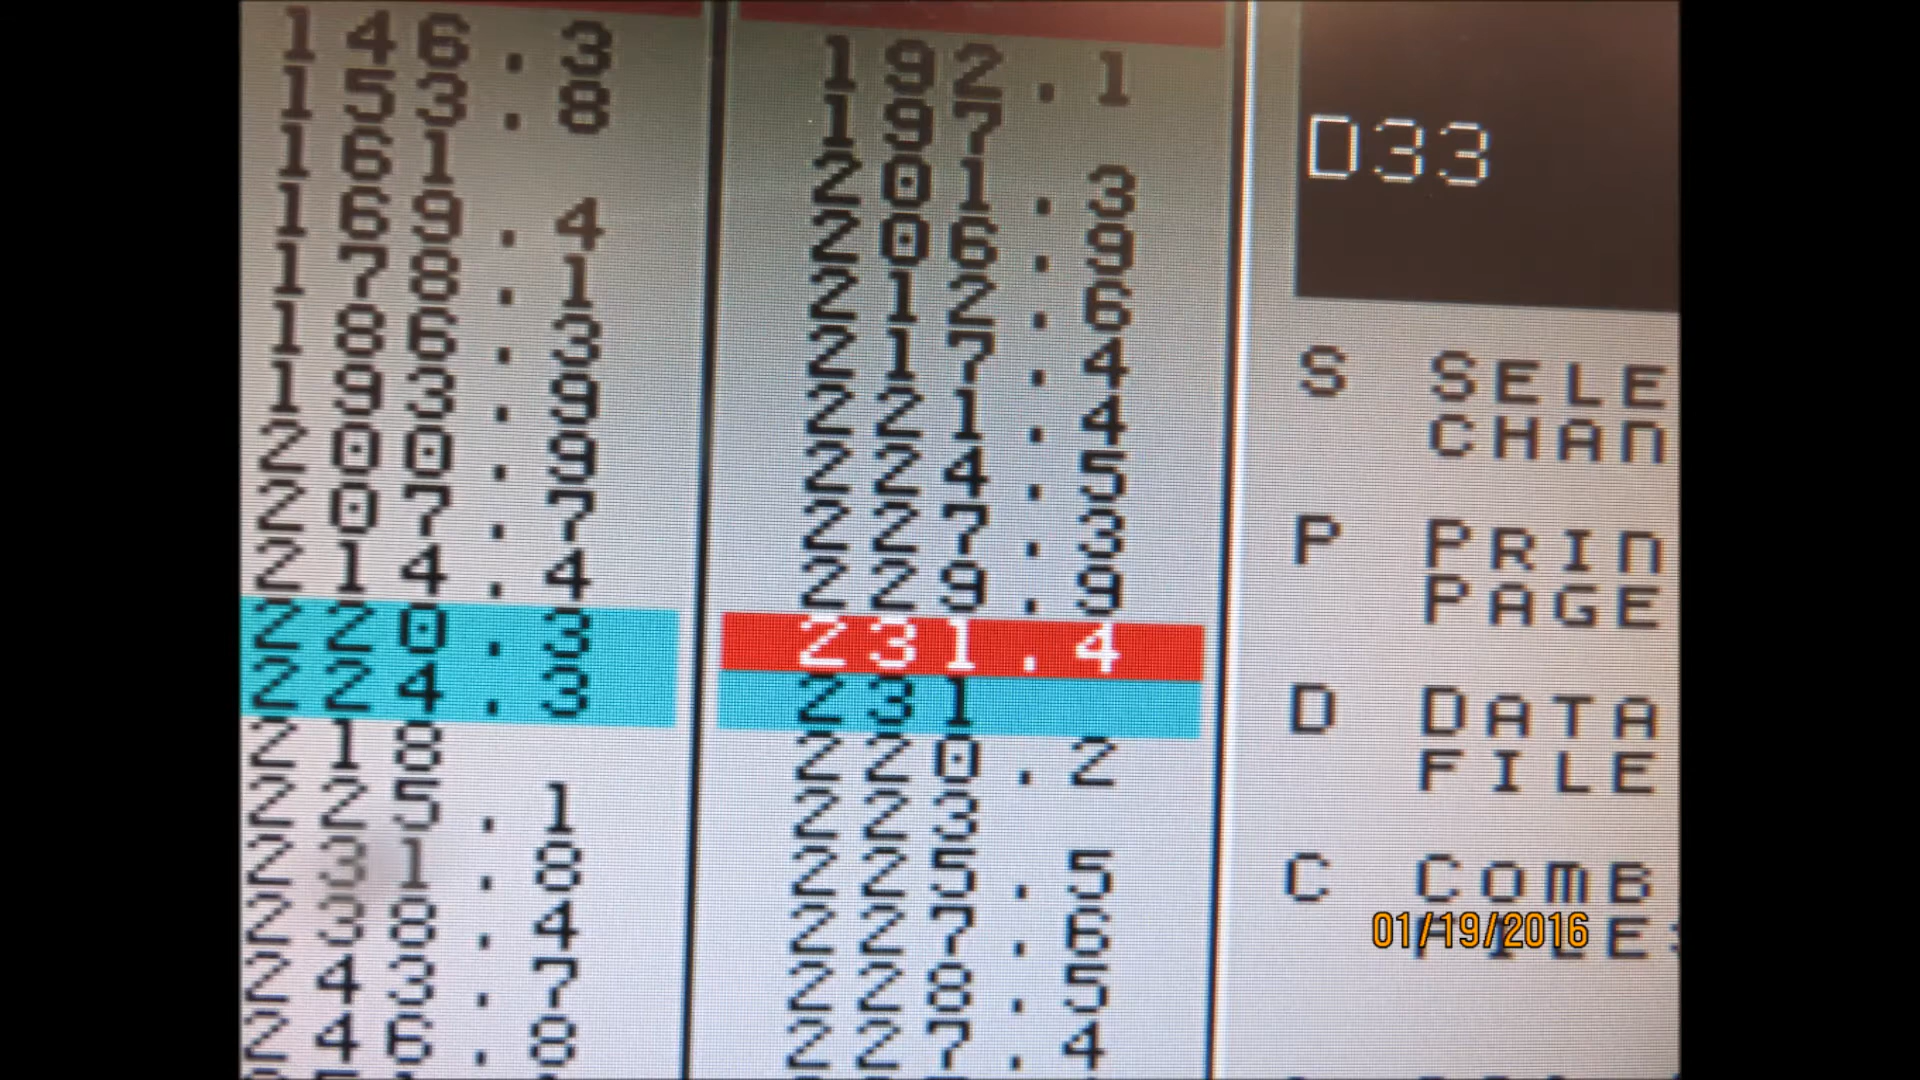 146.3 192.1
153.8 197
161 201.3
169.4 206.9
178.1 212.6
186.3 217.4
193.9 221.4
200.9 224.5
207.7 227.3
214.4 229.9
220.3 231.4
224.3 231
218 220.2
225.1 223
231.8 225.5
238.4 227.6
243.7 228.5
246.8 227.4
D33
S SELE
CHAN
P PRIN
PAGE
D DATA
FILE
C COMB
01/19/2016